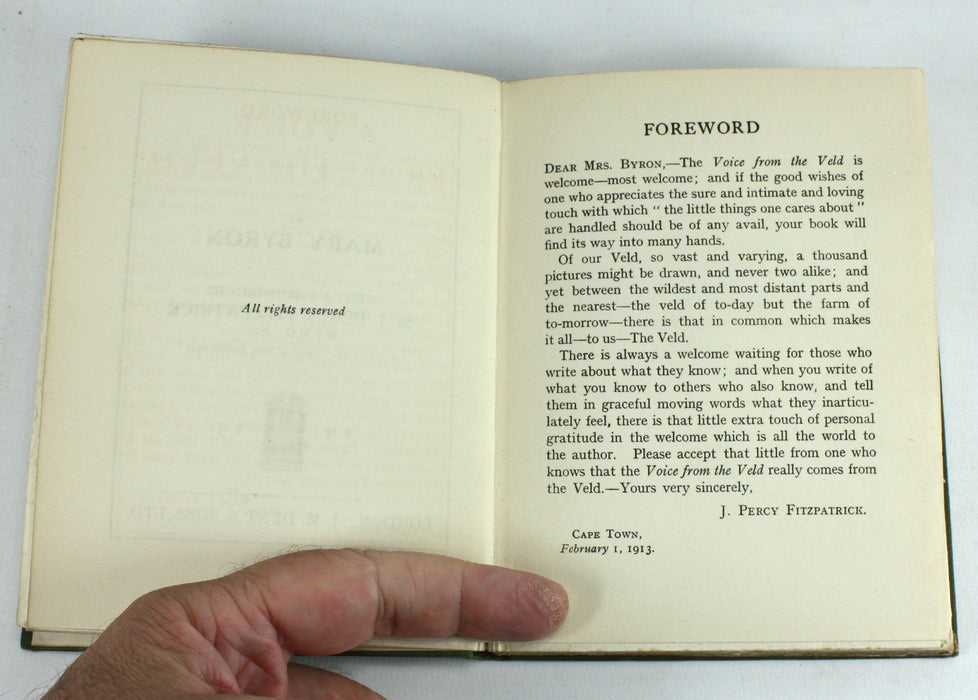 All rights reserved
FOREWORD
DEAR MRS. BYRON,—The Voice from the Veld is
welcome—most welcome; and if the good wishes of
one who appreciates the sure and intimate and loving
touch with which “ the little things one cares about ”
are handled should be of any avail, your book will
find its way into many hands.
Of our Veld, so vast and varying, a thousand
pictures might be drawn, and never two alike; and
yet between the wildest and most distant parts and
the nearest—the veld of to-day but the farm of
to-morrow—there is that in common which makes
it all—to us—The Veld.
There is always a welcome waiting for those who
write about what they know; and when you write of
what you know to others who also know, and tell
them in graceful moving words what they inarticu-
lately feel, there is that little extra touch of personal
gratitude in the welcome which is all the world to
the author. Please accept that little from one who
knows that the Voice from the Veld really comes from
the Veld.—Yours very sincerely,
J. PERCY FITZPATRICK.
CAPE TOWN,
February 1, 1913.